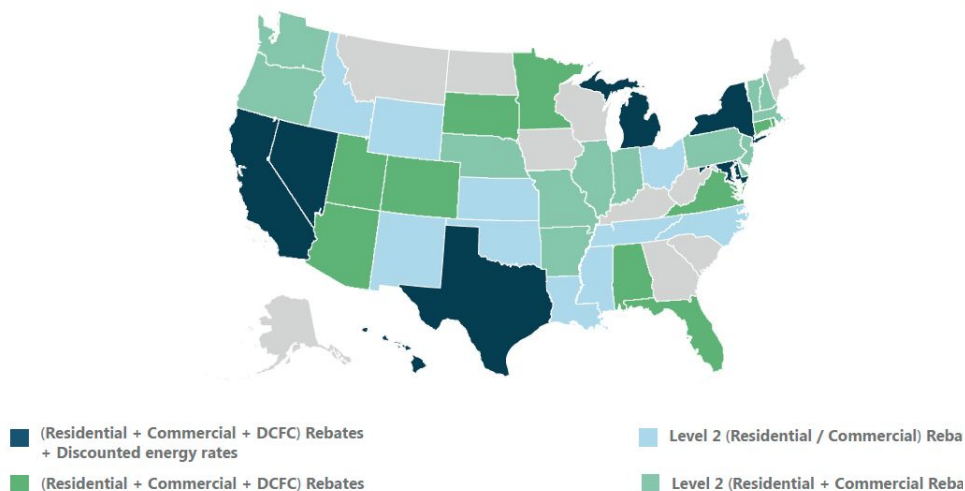 (Residential + Commercial + DCFC) Rebates
+ Discounted energy rates
(Residential + Commercial + DCFC) Rebates
Level 2 (Residential / Commercial) Reba
Level 2 (Residential + Commercial Reba